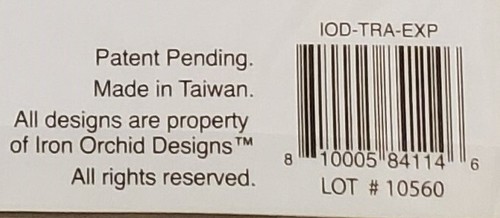 Patent Pending.
Made in Taiwan.
All designs are property
of Iron Orchid Designs™
All rights reserved.
IOD-TRA-EXP
8 10005 84114 6
LOT # 10560